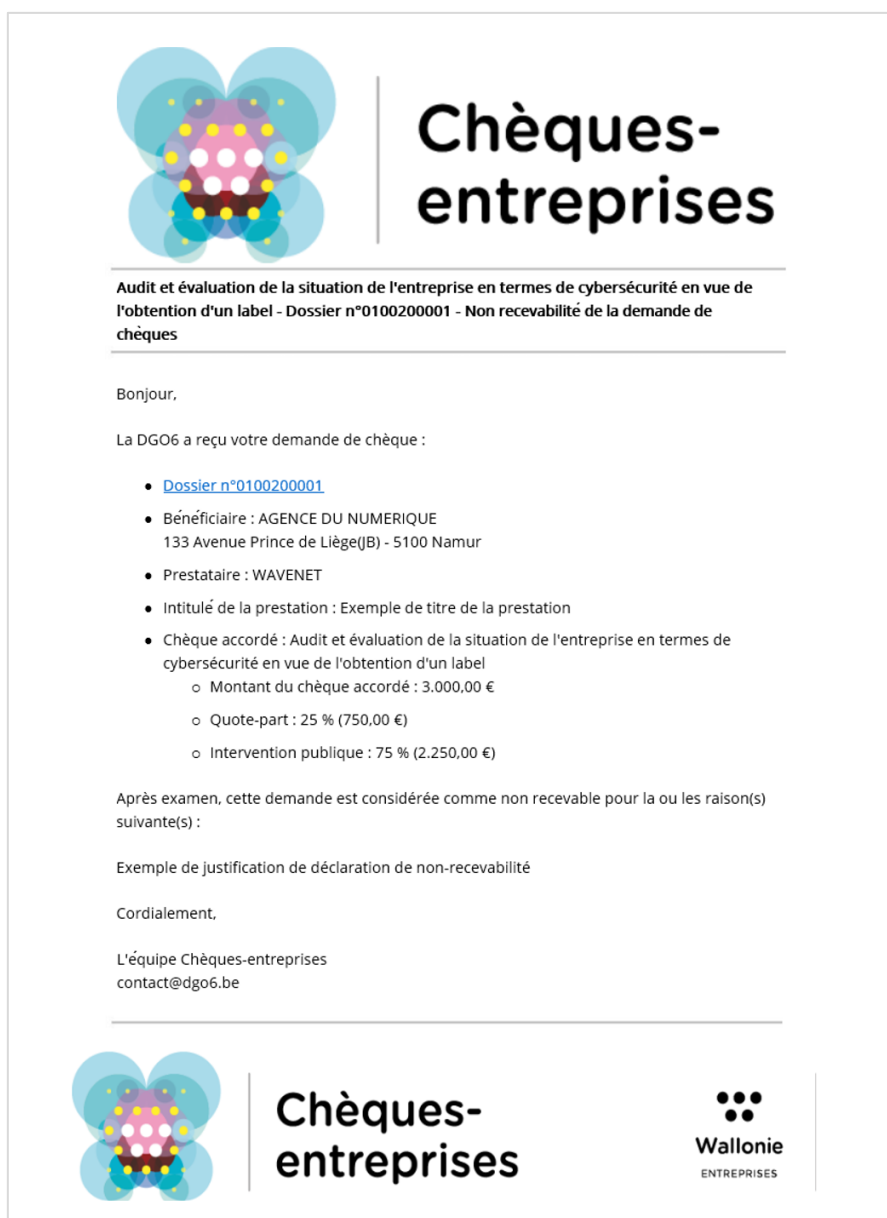 Chèques-
entreprises
Audit et évaluation de la situation de l'entreprise en termes de cybersécurité en vue de
l'obtention d'un label - Dossier n°0100200001 - Non recevabilité de la demande de
chèques
Bonjour,
La DGO6 a reçu votre demande de chèque :
• Dossier n°0100200001
• Bénéficiaire : AGENCE DU NUMERIQUE
133 Avenue Prince de Liège(JB) - 5100 Namur
• Prestataire : WAVENET
• Intitulé de la prestation : Exemple de titre de la prestation
• Chèque accordé : Audit et évaluation de la situation de l'entreprise en termes de
cybersécurité en vue de l'obtention d'un label
o Montant du chèque accordé : 3.000,00 €
o Quote-part : 25 % (750,00 €)
o Intervention publique : 75 % (2.250,00 €)
Après examen, cette demande est considérée comme non recevable pour la ou les raison(s)
suivante(s) :
Exemple de justification de déclaration de non-recevabilité
Cordialement,
L'équipe Chèques-entreprises
contact@dgo6.be
Chèques-
entreprises
Wallonie
ENTREPRISES